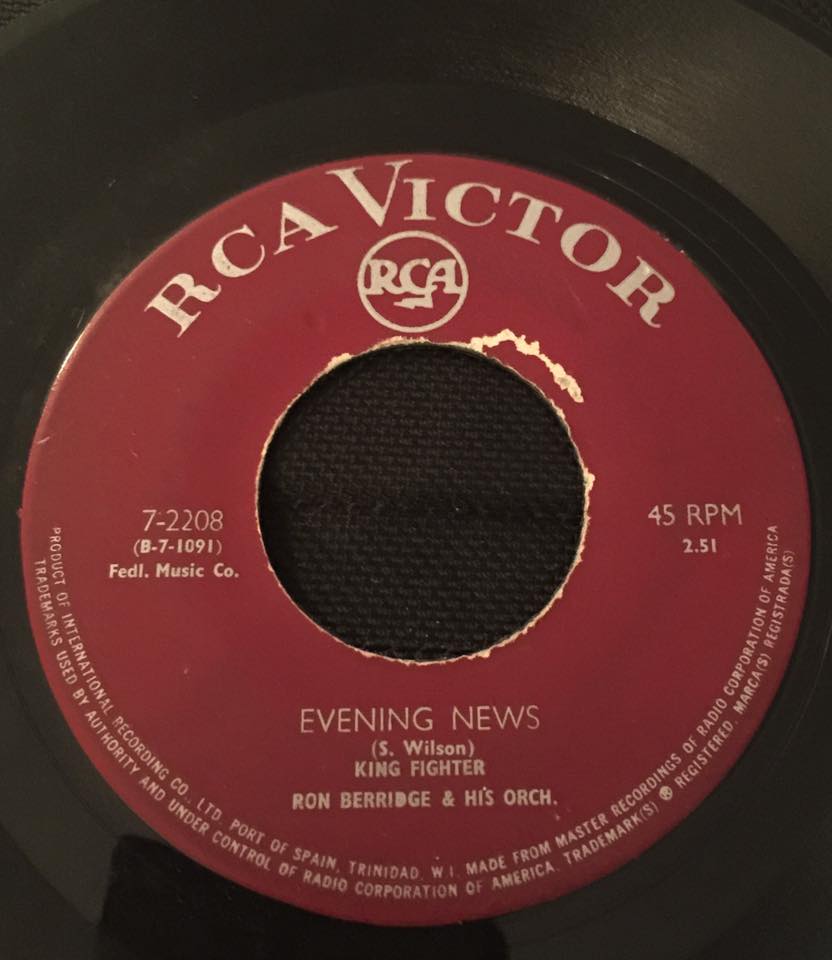 RCA VICTOR
RCA
7-2208
(B-7-1091)
Fedl. Music Co.
45 RPM
2.51
EVENING NEWS
(S. Wilson)
KING FIGHTER
RON BERRIDGE & HIS ORCH.
PRODUCT OF INTERNATIONAL RECORDING CO., LTD. PORT OF SPAIN, TRINIDAD. W.I. MADE FROM MASTER RECORDINGS OF RADIO CORPORATION OF AMERICA
TRADEMARKS USED BY AUTHORITY AND UNDER CONTROL OF RADIO CORPORATION OF AMERICA. TRADEMARK(S) ® REGISTERED. MARCA(S) REGISTRADA(S)